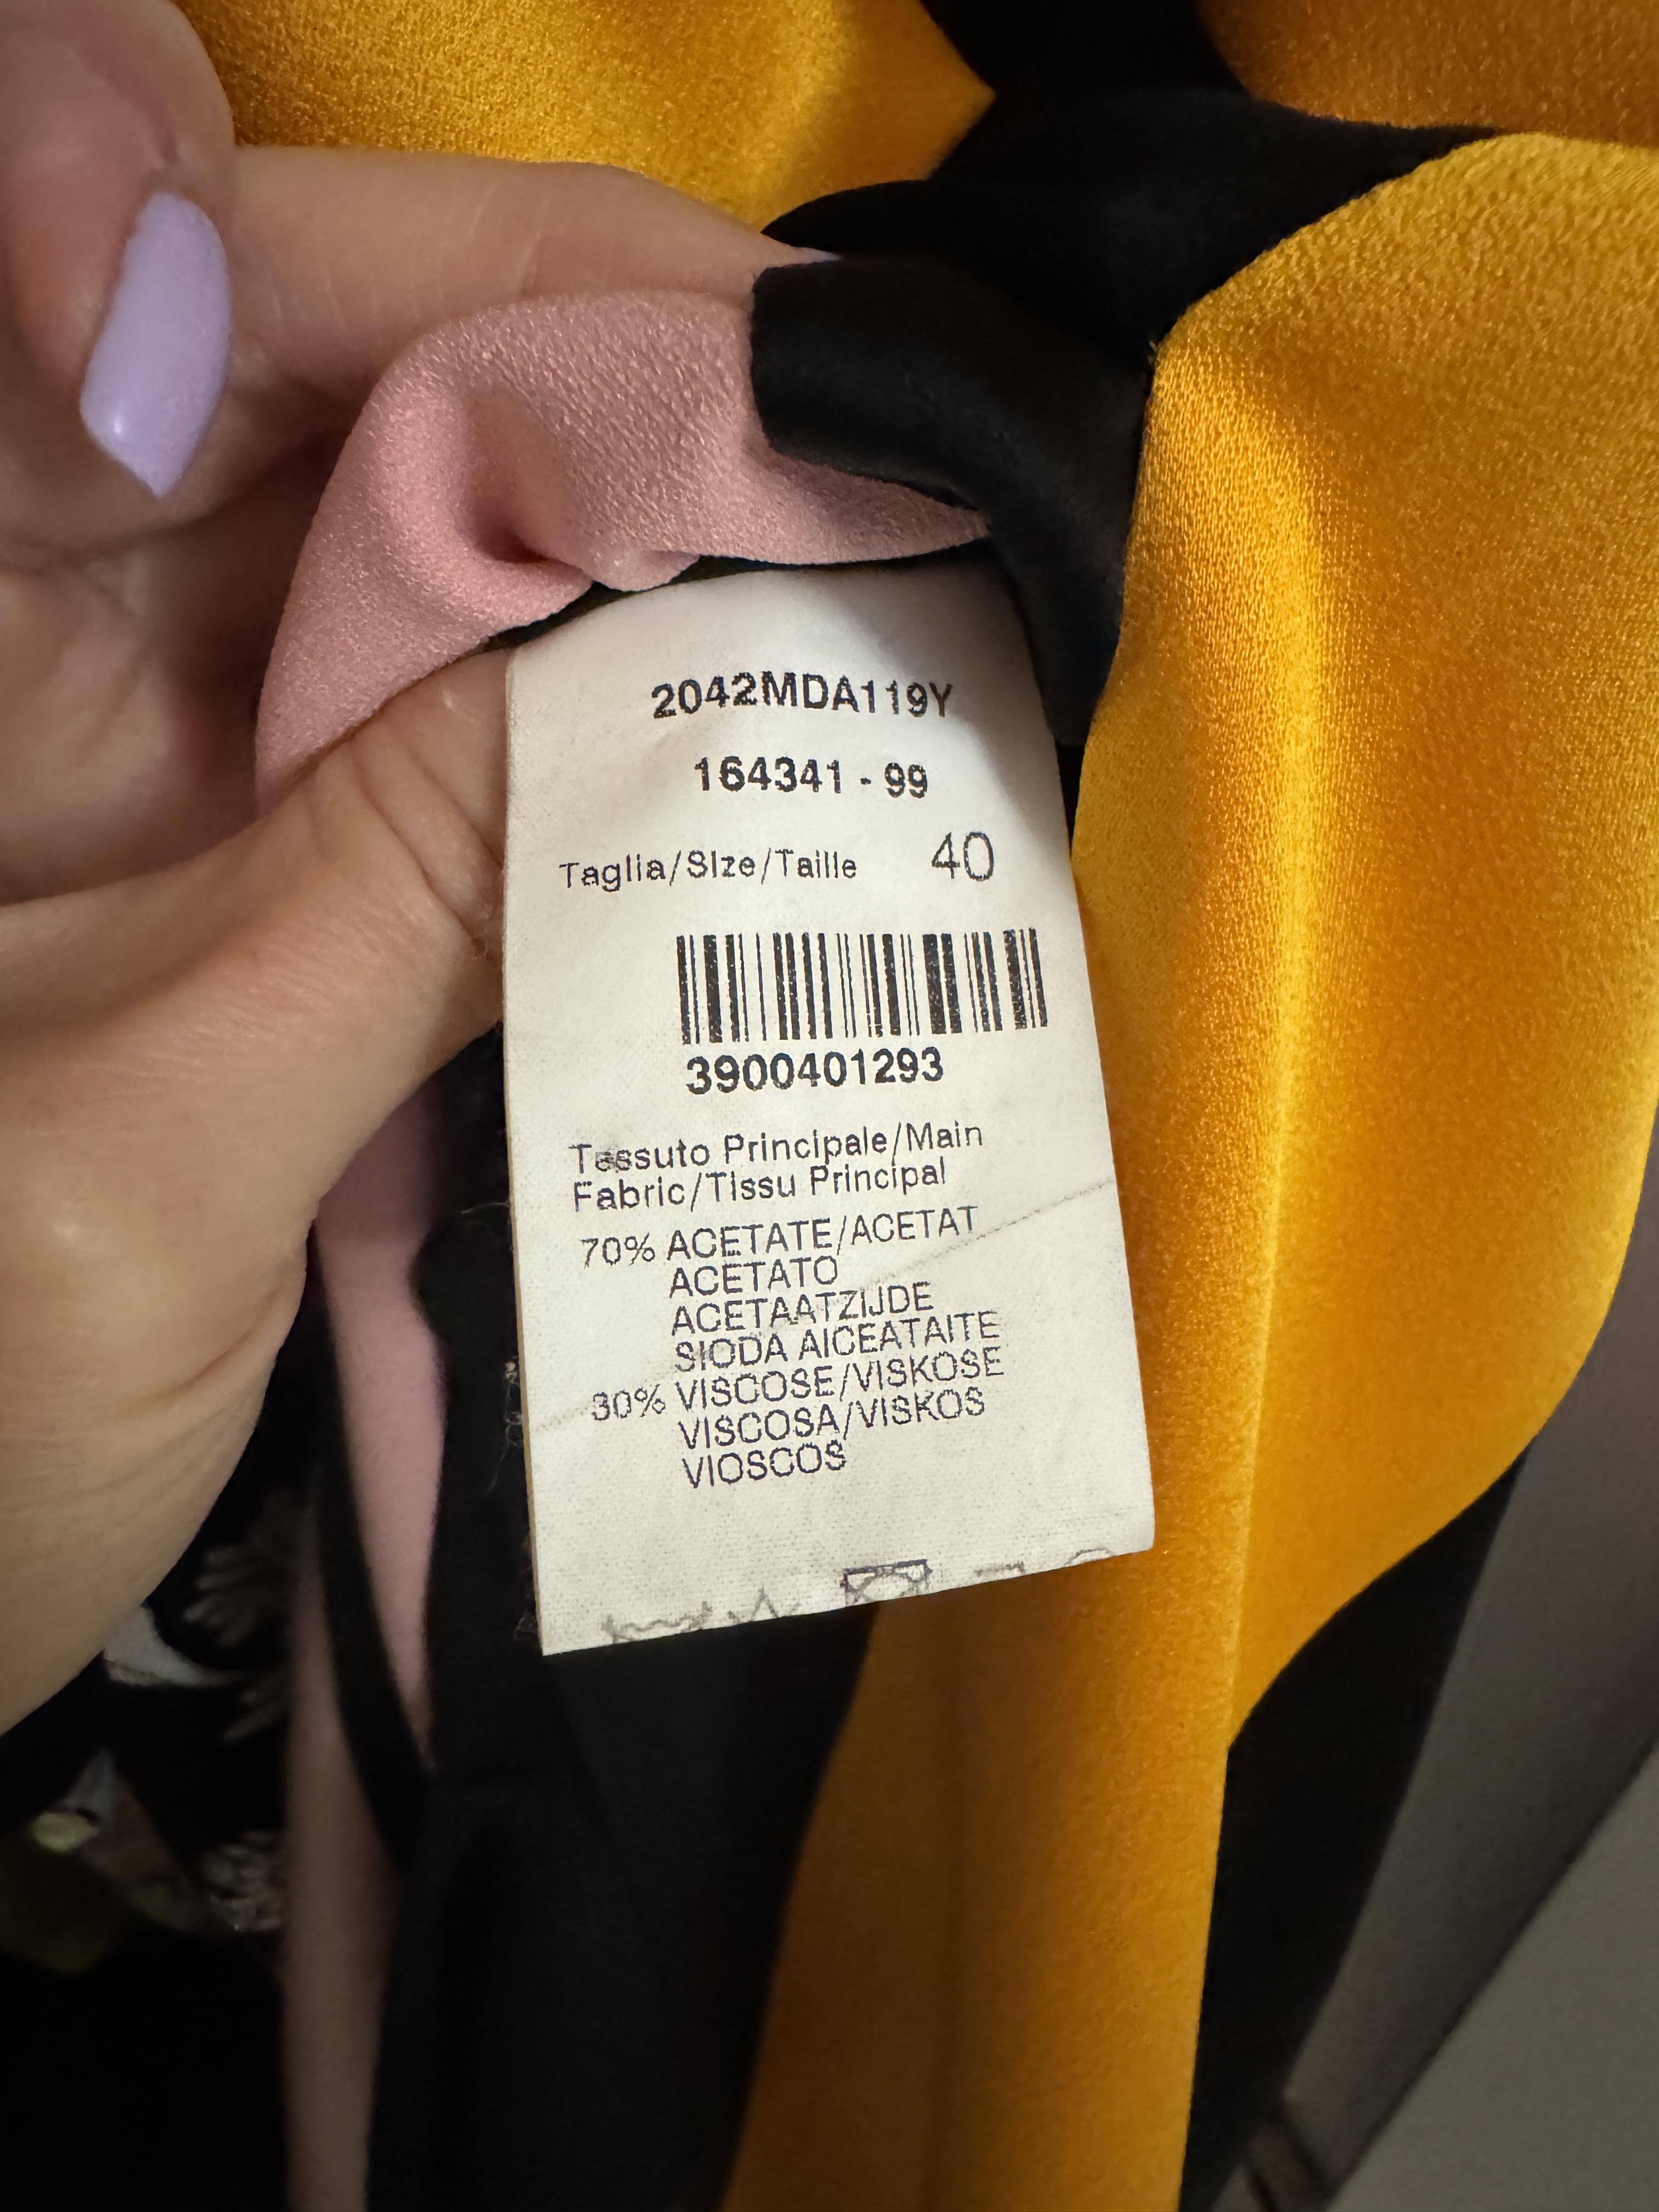 2042MDA119Y
164341 - 99
Taglia/SIze/Taille 40
3900401293
Tessuto Principale/Main
Fabric/Tissu Principal
70% ACETATE/ACETAT
ACETATO
ACETAATZIJDE
SIODA AICEATAITE
30% VISCOSE/VISKOSE
VISCOSA/VISKOS
VIOSCOS